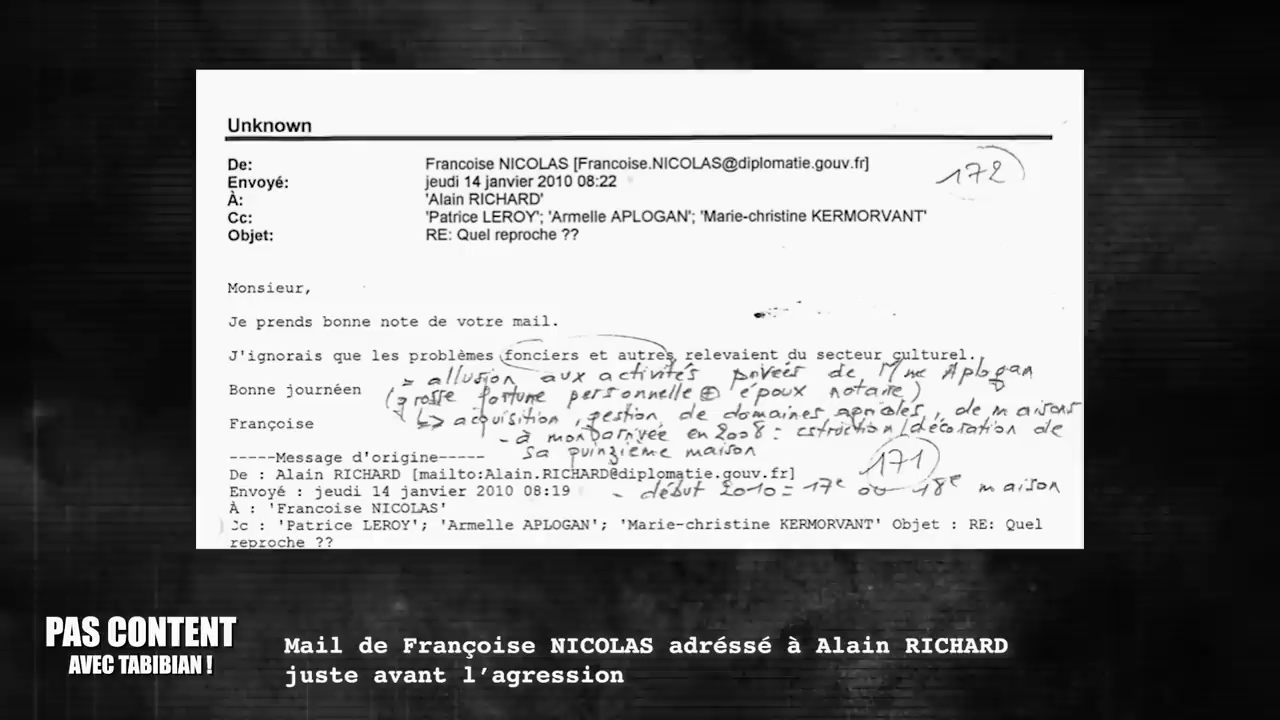 Unknown
De: Francoise NICOLAS [Francoise.NICOLAS@diplomatie.gouv.fr]
172
Envoyé: jeudi 14 janvier 2010 08:22
À: 'Alain RICHARD'
Cc: 'Patrice LEROY'; 'Armelle APLOGAN'; 'Marie-christine KERMORVANT'
Objet: RE: Quel reproche ??
Monsieur,
Je prends bonne note de votre mail.
J'ignorais que les problèmes fonciers et autres, relevaient du secteur culturel.
allusion aux activités privées de Mme Aplogan
Bonne journéen
(grosse fortune personnelle ⊕ époux notaire)
↳ acquisition, gestion de domaines agricoles, de maisons
Françoise
- à mon arrivée en 2008 : /décoration de
sa quinzième maison
-----Message d'origine-----
171
De : Alain RICHARD [mailto:Alain.RICHARD@diplomatie.gouv.fr]
Envoyé : jeudi 14 janvier 2010 08:19
- début 2010 = 17e ou 18e maison
À : 'Francoise NICOLAS'
Cc : 'Patrice LEROY'; 'Armelle APLOGAN'; 'Marie-christine KERMORVANT' Objet : RE: Quel
reproche ??
PAS CONTENT
AVEC TABIBIAN !
Mail de Françoise NICOLAS adréssé à Alain RICHARD
juste avant l’agression